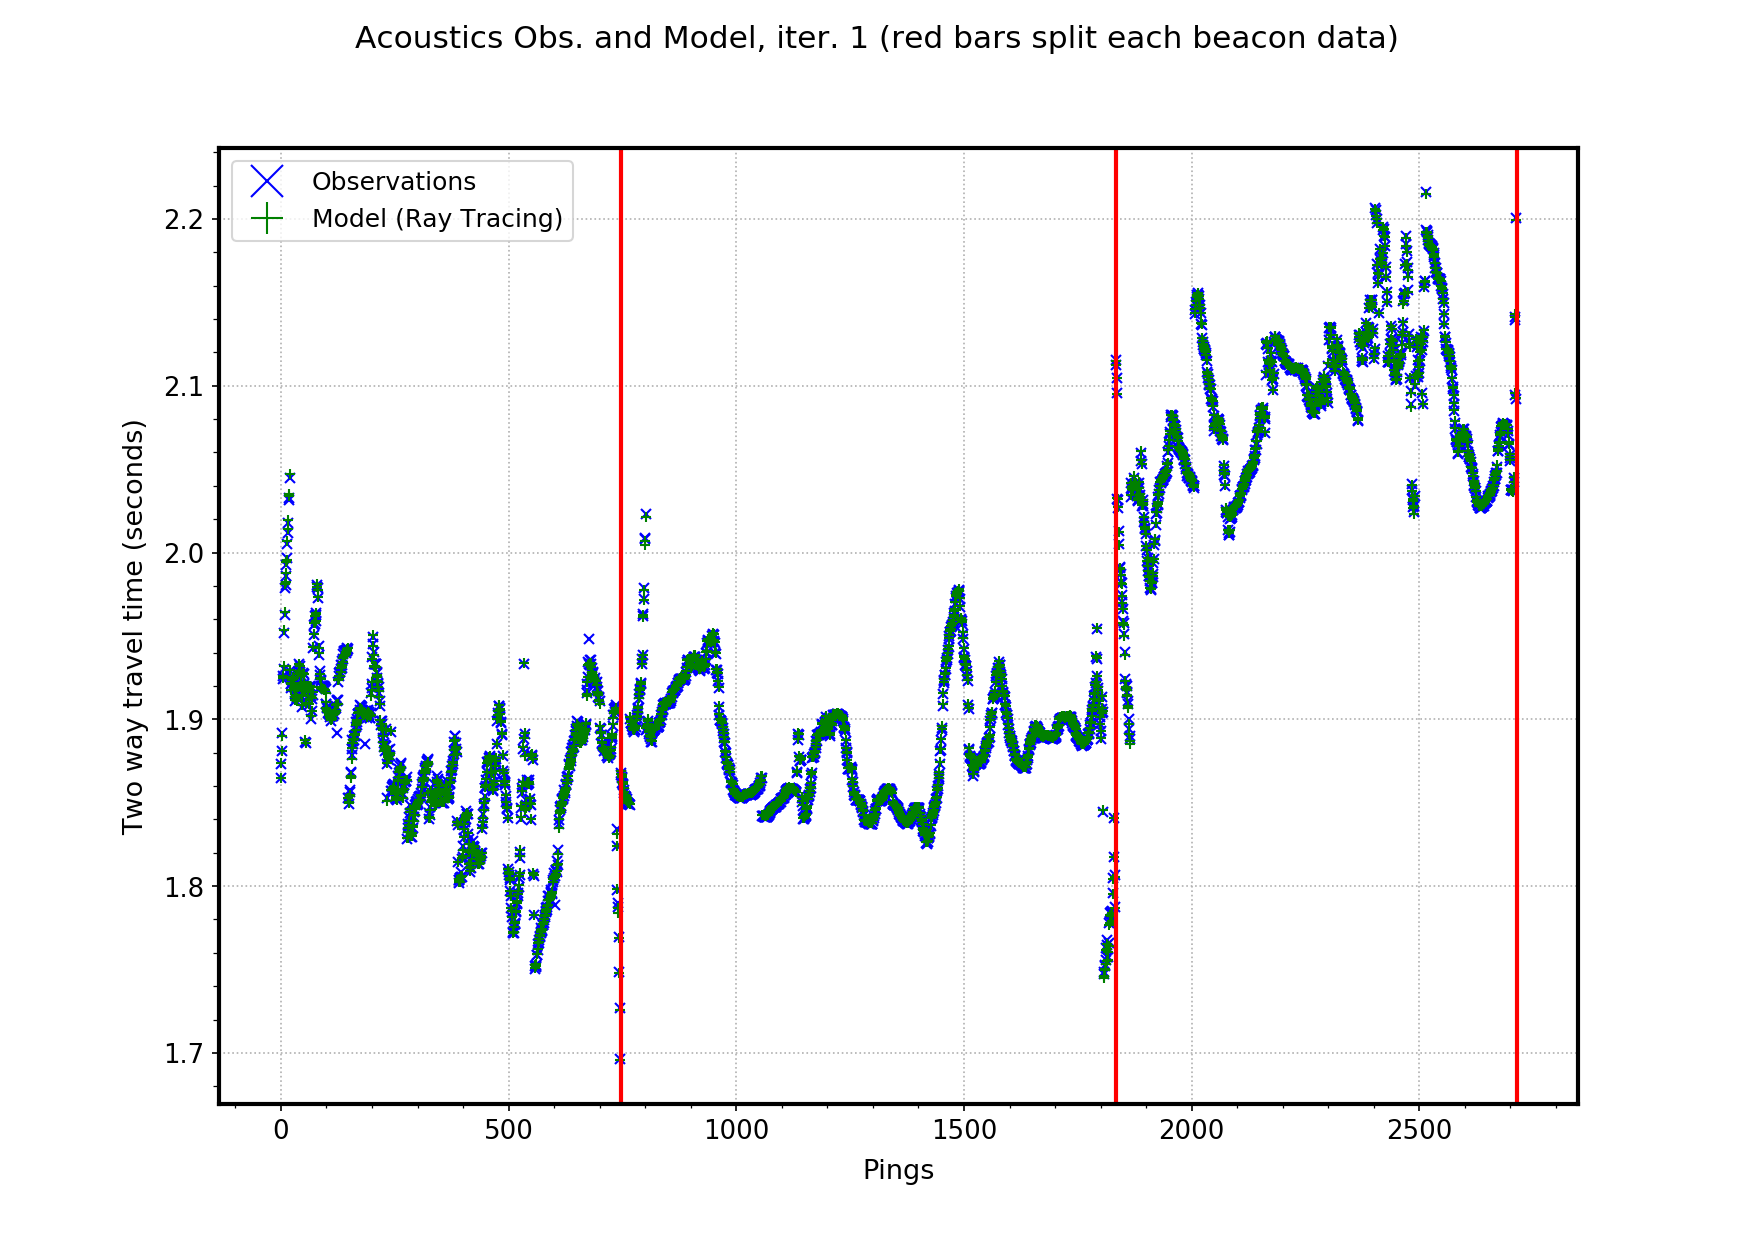 Acoustics Obs. and Model, iter. 1 (red bars split each beacon data)
Observations
Model (Ray Tracing)
Two way travel time (seconds)
2.2
2.1
2.0
1.9
1.8
1.7
0 500 1000 1500 2000 2500
Pings